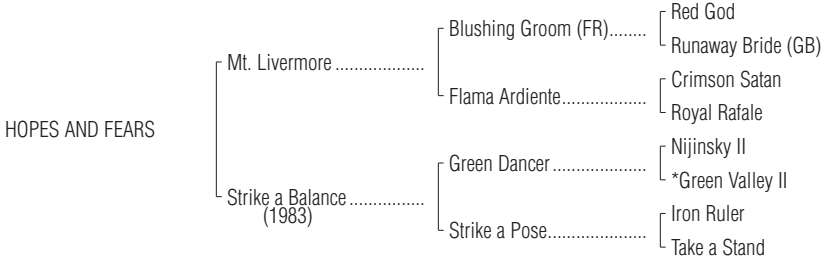 Red God
Blushing Groom (FR)........
Runaway Bride (GB)
Mt. Livermore ...................
Crimson Satan
Flama Ardiente..................
Royal Rafale
HOPES AND FEARS
Nijinsky II
Green Dancer ....................
*Green Valley II
Strike a Balance ................
(1983)
Iron Ruler
Strike a Pose.....................
Take a Stand